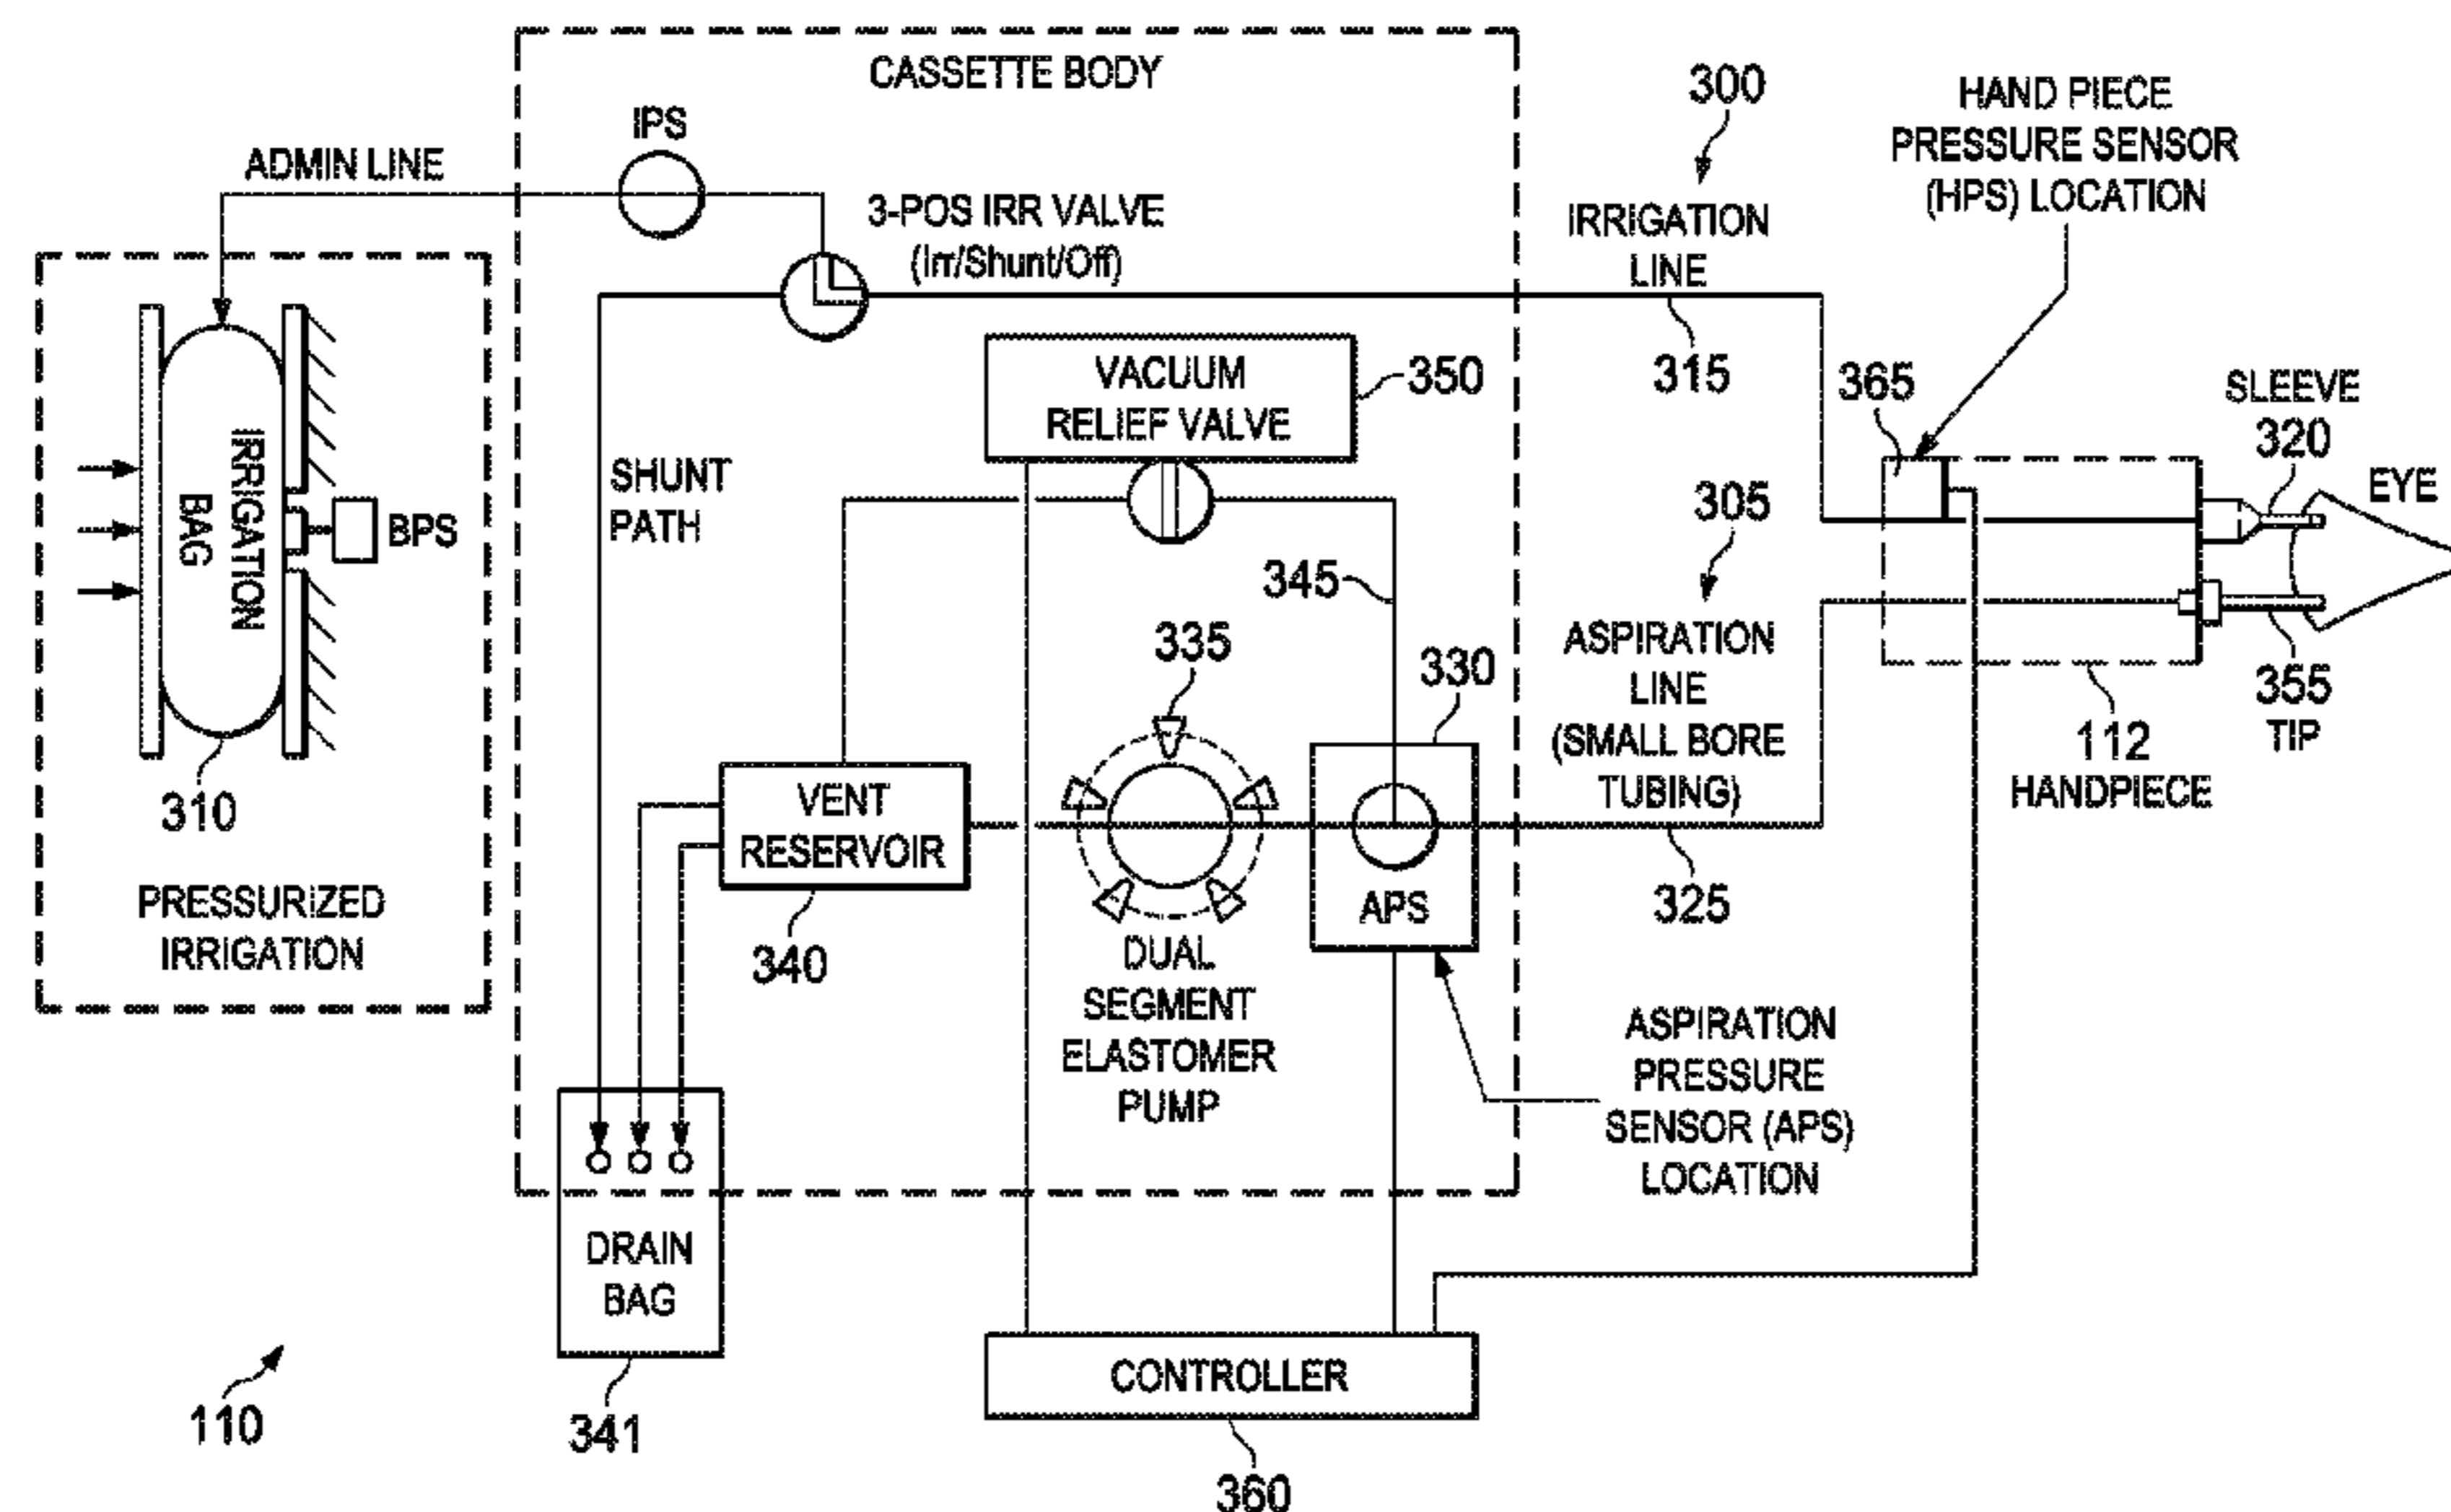 CASSETTE BODY
IPS
ADMIN LINE
3-POS IRR VALVE
(Irr/Shunt/Off)
300
IRRIGATION
LINE
315
HAND PIECE
PRESSURE SENSOR
(HPS) LOCATION
365
SLEEVE
320
EYE
VACUUM
RELIEF VALVE
350
SHUNT
PATH
IRRIGATION
BAG
BPS
310
PRESSURIZED
IRRIGATION
345
305
ASPIRATION
LINE
(SMALL BORE
TUBING)
325
355
TIP
112
HANDPIECE
335
330
VENT
RESERVOIR
340
DUAL
SEGMENT
ELASTOMER
PUMP
APS
ASPIRATION
PRESSURE
SENSOR (APS)
LOCATION
DRAIN
BAG
341
CONTROLLER
360
110